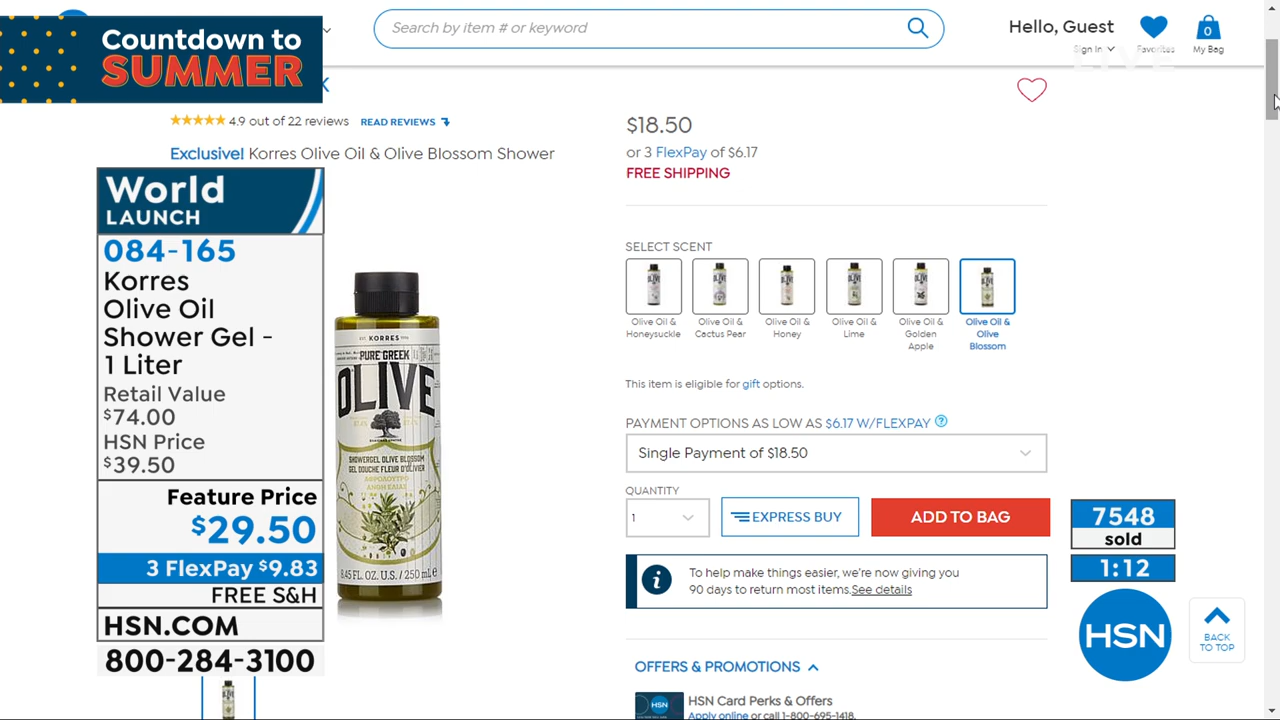 Countdown to
SUMMER
Search by item # or keyword
Hello, Guest
Sign In
Favorites
0
My Bag
4.9 out of 22 reviews
READ REVIEWS
Exclusive! Korres Olive Oil & Olive Blossom Shower
$18.50
or 3 FlexPay of $6.17
FREE SHIPPING
World
LAUNCH
084-165
Korres
Olive Oil
Shower Gel -
1 Liter
Retail Value
$74.00
HSN Price
$39.50
Feature Price
$29.50
3 FlexPay $9.83
FREE S&H
HSN.COM
800-284-3100
KORRES
PURE GREEK
OLIVE
SHOWERGEL OLIVE BLOSSOM
GEL DOUCHE FLEUR D'OLIVIER
ΑΦΡΟΛΟΥΤΡΟ
ΑΝΘΗ ΕΛΙΑΣ
8.45 FL. OZ. U.S. / 250 ml e
SELECT SCENT
Olive Oil &
Honeysuckle
Olive Oil &
Cactus Pear
Olive Oil &
Honey
Olive Oil &
Lime
Olive Oil &
Golden
Apple
Olive Oil &
Olive
Blossom
This item is eligible for gift options.
PAYMENT OPTIONS AS LOW AS $6.17 W/FLEXPAY ?
Single Payment of $18.50
QUANTITY
1
EXPRESS BUY
ADD TO BAG
7548
sold
1:12
To help make things easier, we're now giving you
90 days to return most items.See details
HSN
BACK
TO TOP
OFFERS & PROMOTIONS
HSN
HSN Card Perks & Offers
Apply online or call 1-800-695-1418.